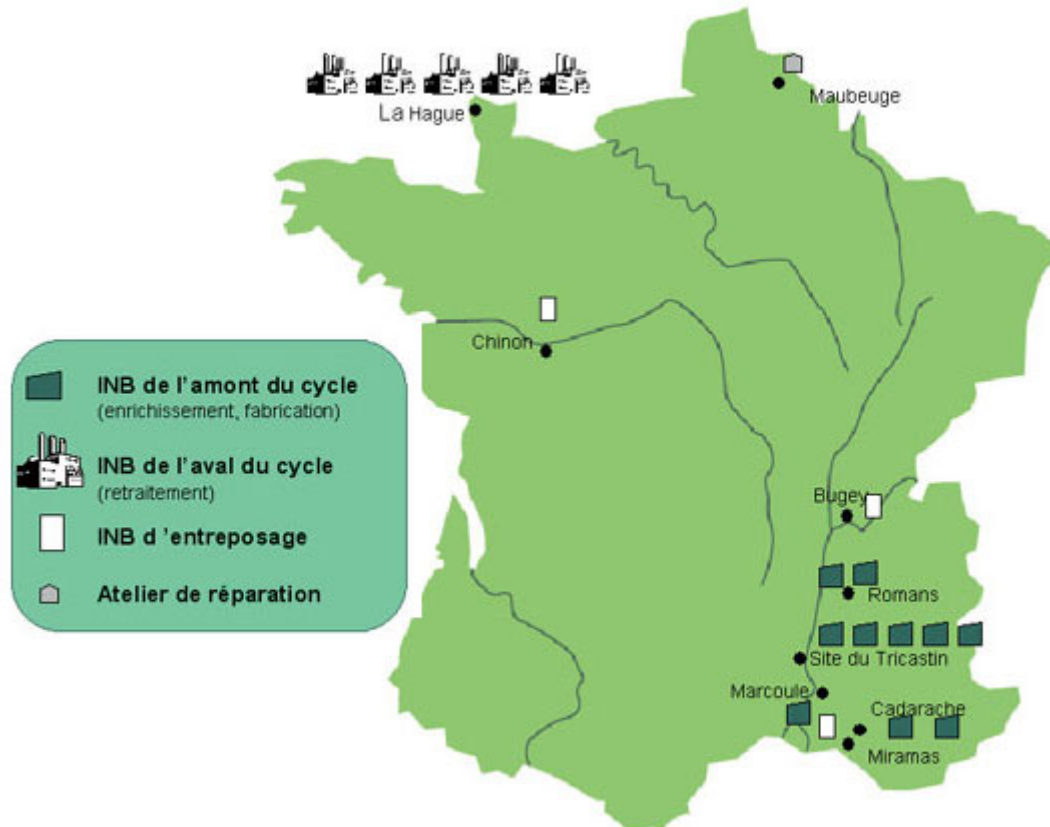 Maubeuge
La Hague
Chinon
INB de l'amont du cycle
(enrichissement, fabrication)
INB de l'aval du cycle
(retraitement)
INB d 'entreposage
Atelier de réparation
Bugey
Romans
Site du Tricastin
Marcoule
Cadarache
Miramas